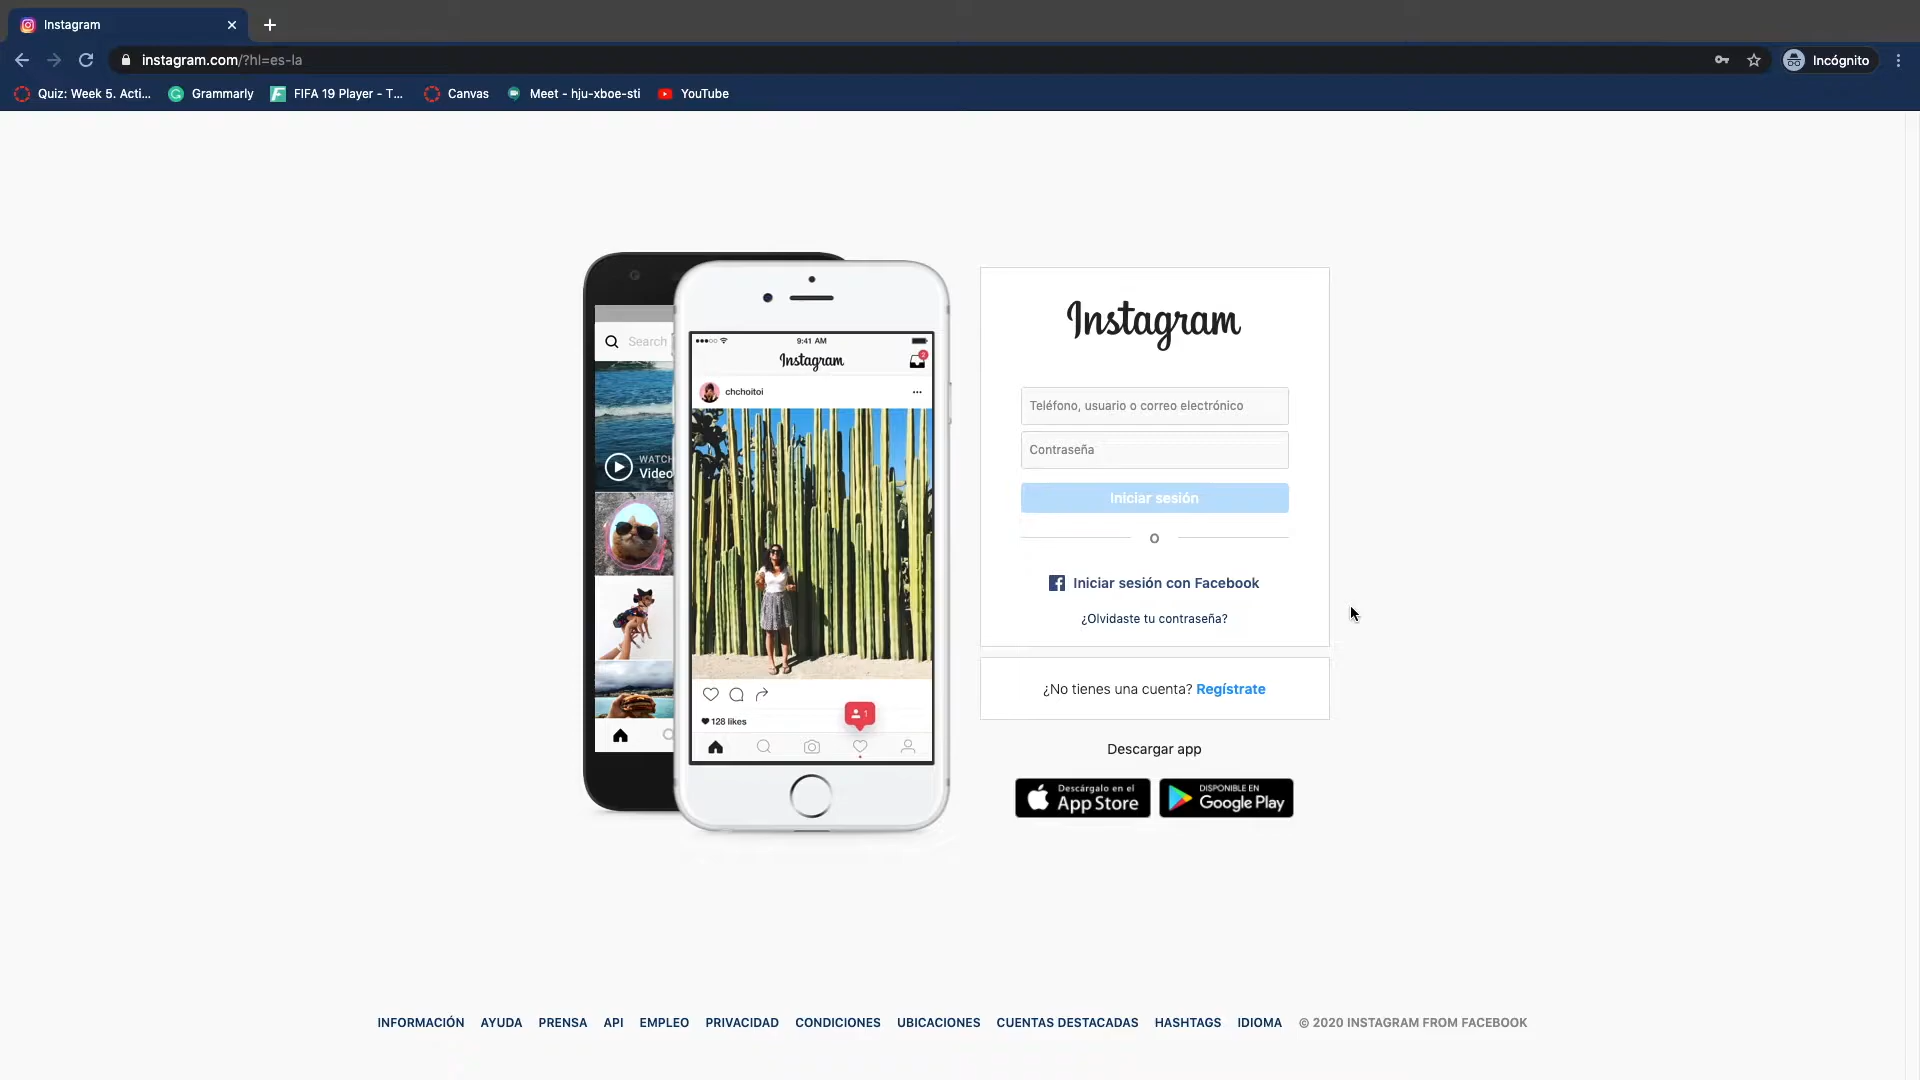 Instagram
instagram.com/?hl=es-la
Incógnito
Quiz: Week 5. Acti...
Grammarly
FIFA 19 Player - T...
Canvas
Meet - hju-xboe-sti
YouTube
Search
WATCH
Video
9:41 AM
Instagram
2
chchoitoi
128 likes
1
Instagram
Teléfono, usuario o correo electrónico
Contraseña
Iniciar sesión
O
Iniciar sesión con Facebook
¿Olvidaste tu contraseña?
¿No tienes una cuenta? Regístrate
Descargar app
Descárgalo en el
App Store
DISPONIBLE EN
Google Play
INFORMACIÓN AYUDA PRENSA API EMPLEO PRIVACIDAD CONDICIONES UBICACIONES CUENTAS DESTACADAS HASHTAGS IDIOMA © 2020 INSTAGRAM FROM FACEBOOK